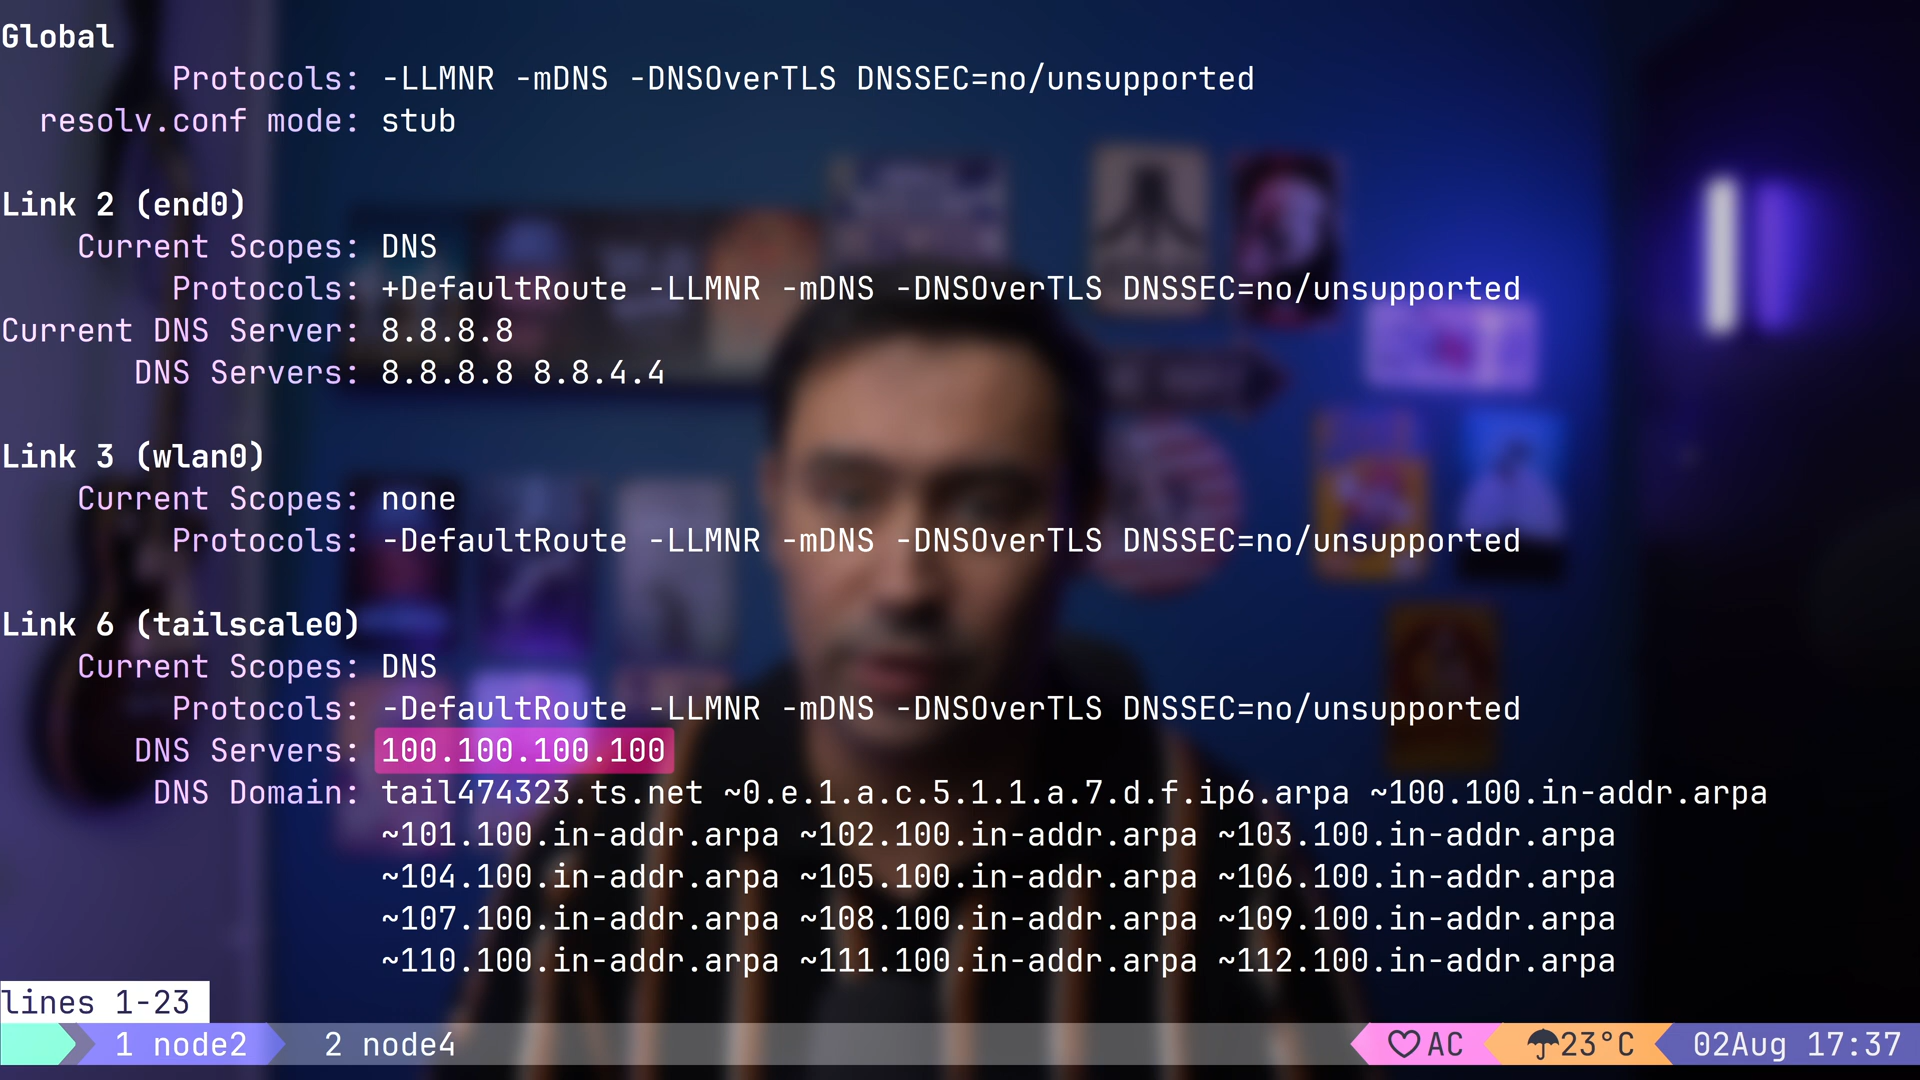 Global
Protocols: -LLMNR -mDNS -DNSOverTLS DNSSEC=no/unsupported
resolv.conf mode: stub
Link 2 (end0)
Current Scopes: DNS
Protocols: +DefaultRoute -LLMNR -mDNS -DNSOverTLS DNSSEC=no/unsupported
Current DNS Server: 8.8.8.8
DNS Servers: 8.8.8.8 8.8.4.4
Link 3 (wlan0)
Current Scopes: none
Protocols: -DefaultRoute -LLMNR -mDNS -DNSOverTLS DNSSEC=no/unsupported
Link 6 (tailscale0)
Current Scopes: DNS
Protocols: -DefaultRoute -LLMNR -mDNS -DNSOverTLS DNSSEC=no/unsupported
DNS Servers: 100.100.100.100
DNS Domain: tail474323.ts.net ~0.e.1.a.c.5.1.1.a.7.d.f.ip6.arpa ~100.100.in-addr.arpa
~101.100.in-addr.arpa ~102.100.in-addr.arpa ~103.100.in-addr.arpa
~104.100.in-addr.arpa ~105.100.in-addr.arpa ~106.100.in-addr.arpa
~107.100.in-addr.arpa ~108.100.in-addr.arpa ~109.100.in-addr.arpa
~110.100.in-addr.arpa ~111.100.in-addr.arpa ~112.100.in-addr.arpa
lines 1-23
1 node2 2 node4 AC 23°C 02Aug 17:37